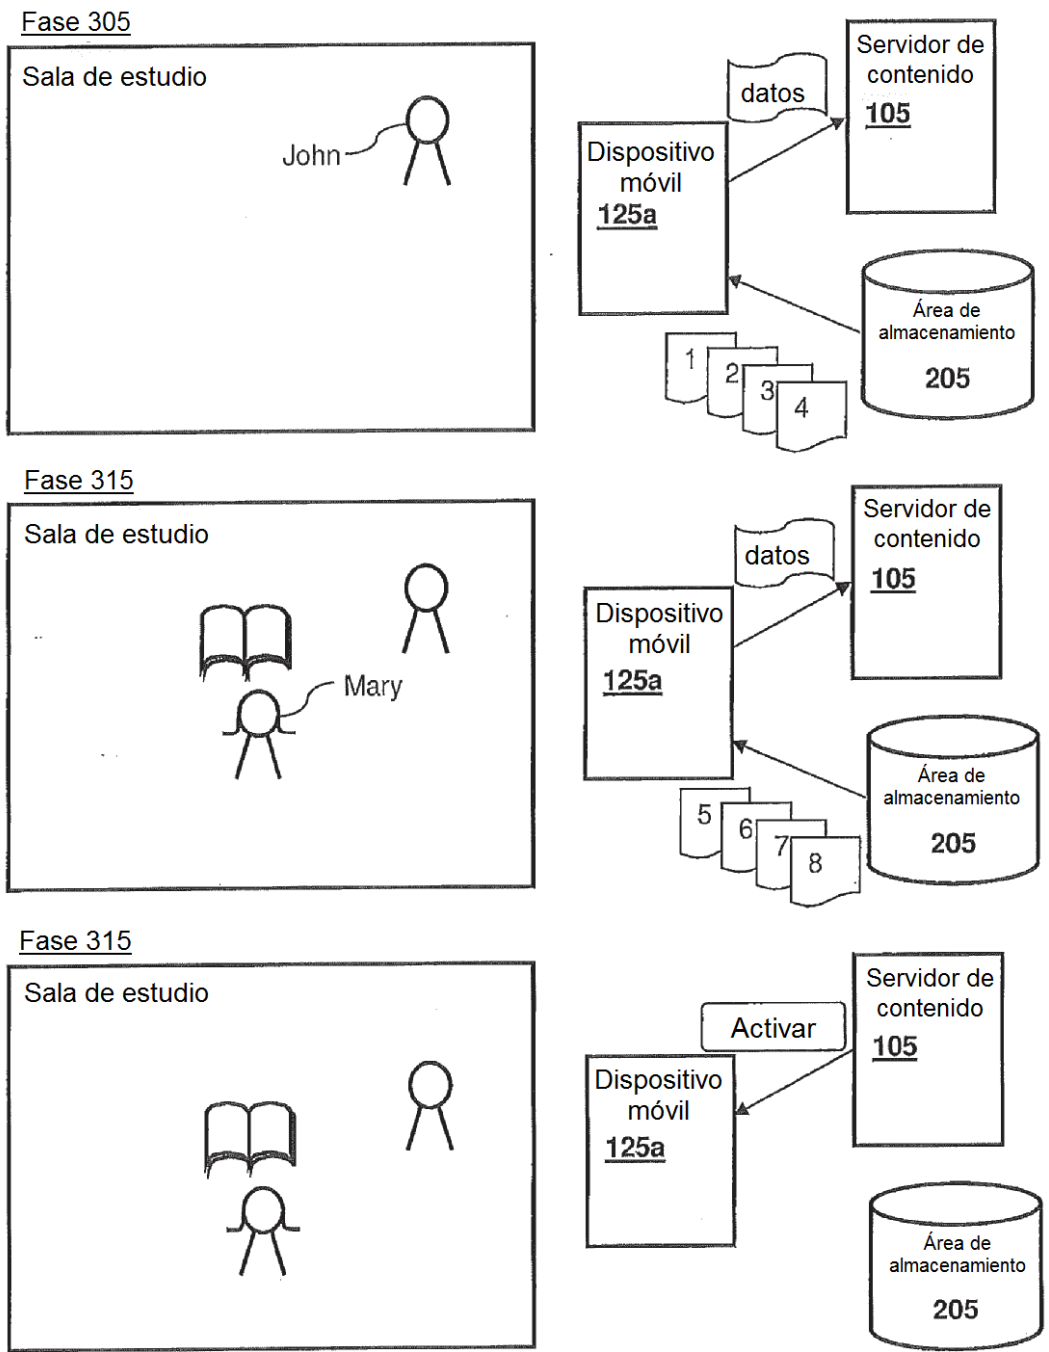 Fase 305
Sala de estudio
John
datos
Servidor de
contenido
105
Dispositivo
móvil
125a
Área de
almacenamiento
205
1
2
3
4
Fase 315
Sala de estudio
Mary
datos
Servidor de
contenido
105
Dispositivo
móvil
125a
Área de
almacenamiento
205
5
6
7
8
Fase 315
Sala de estudio
Activar
Servidor de
contenido
105
Dispositivo
móvil
125a
Área de
almacenamiento
205